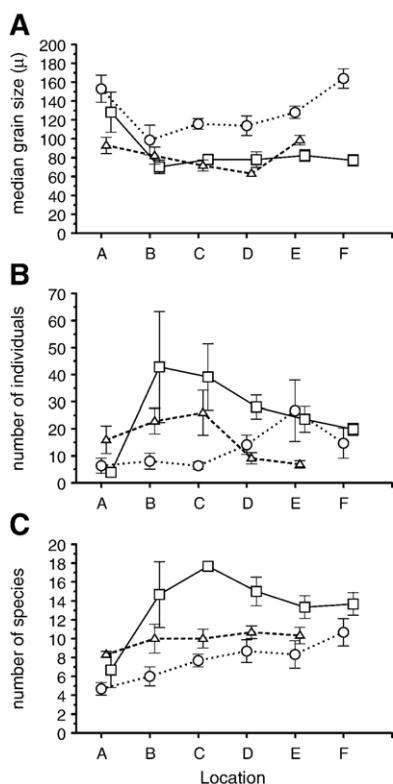 A
median grain size (μ)
180
160
140
120
100
80
60
40
20
0
A B C D E F
B
number of individuals
70
60
50
40
30
20
10
0
A B C D E F
C
number of species
20
18
16
14
12
10
8
6
4
2
0
A B C D E F
Location